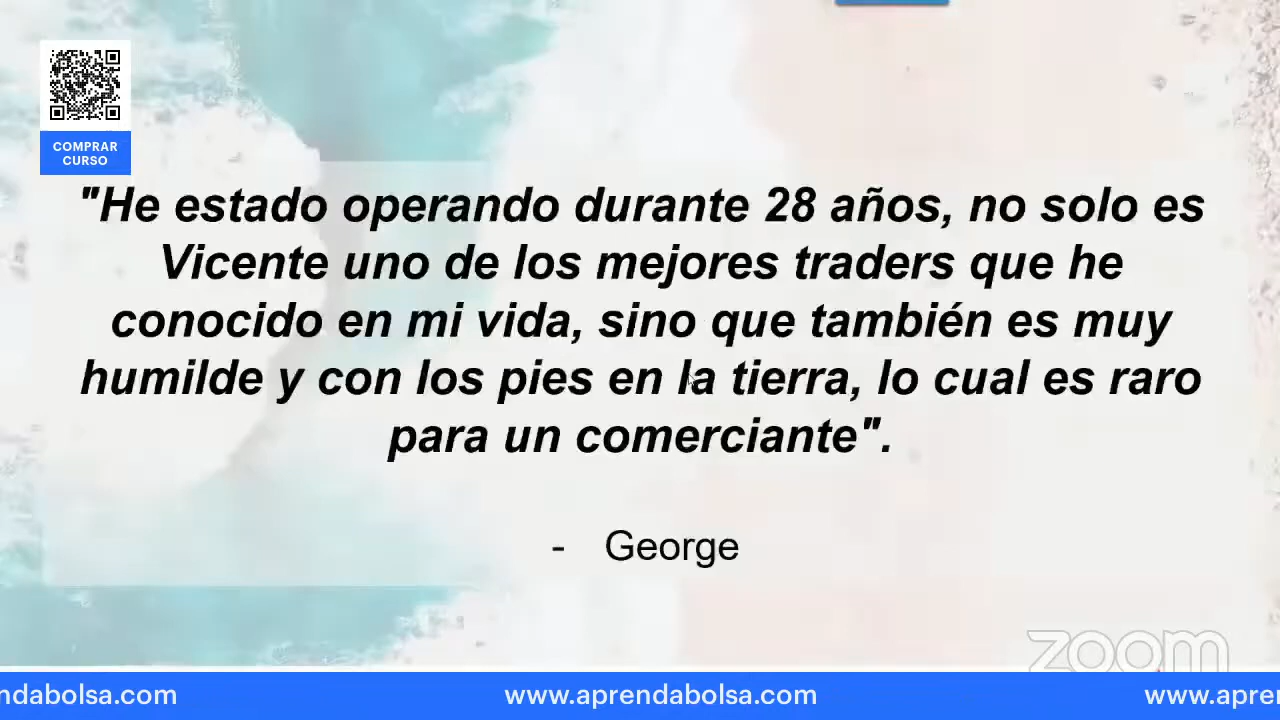 COMPRAR
CURSO
"He estado operando durante 28 años, no solo es
Vicente uno de los mejores traders que he
conocido en mi vida, sino que también es muy
humilde y con los pies en la tierra, lo cual es raro
para un comerciante".
- George
zoom
ndabolsa.com www.aprendabolsa.com www.apren